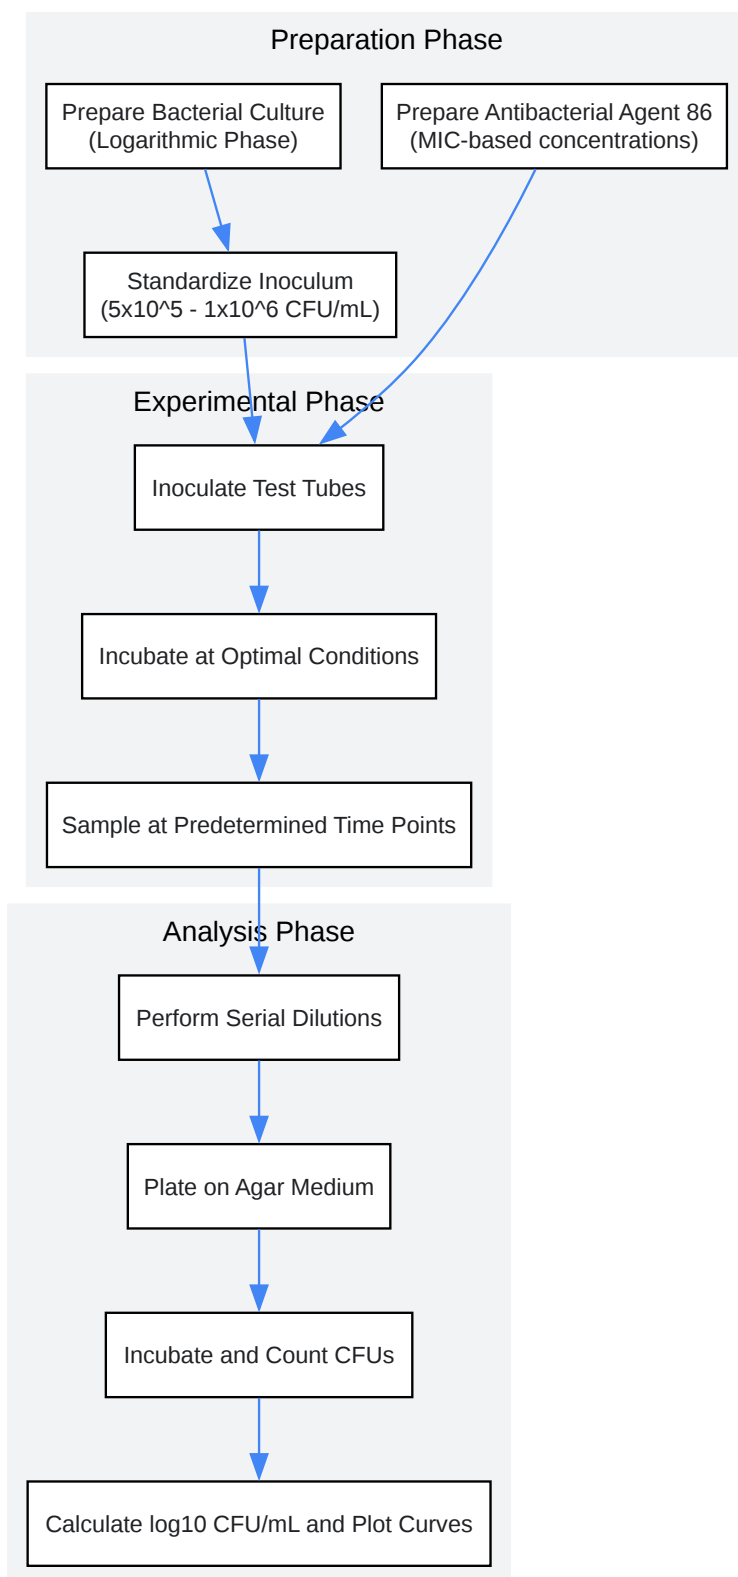 Preparation Phase
Prepare Bacterial Culture
(Logarithmic Phase)
Prepare Antibacterial Agent 86
(MIC-based concentrations)
Standardize Inoculum
(5x10^5 - 1x10^6 CFU/mL)
Experimental Phase
Inoculate Test Tubes
Incubate at Optimal Conditions
Sample at Predetermined Time Points
Analysis Phase
Perform Serial Dilutions
Plate on Agar Medium
Incubate and Count CFUs
Calculate log10 CFU/mL and Plot Curves